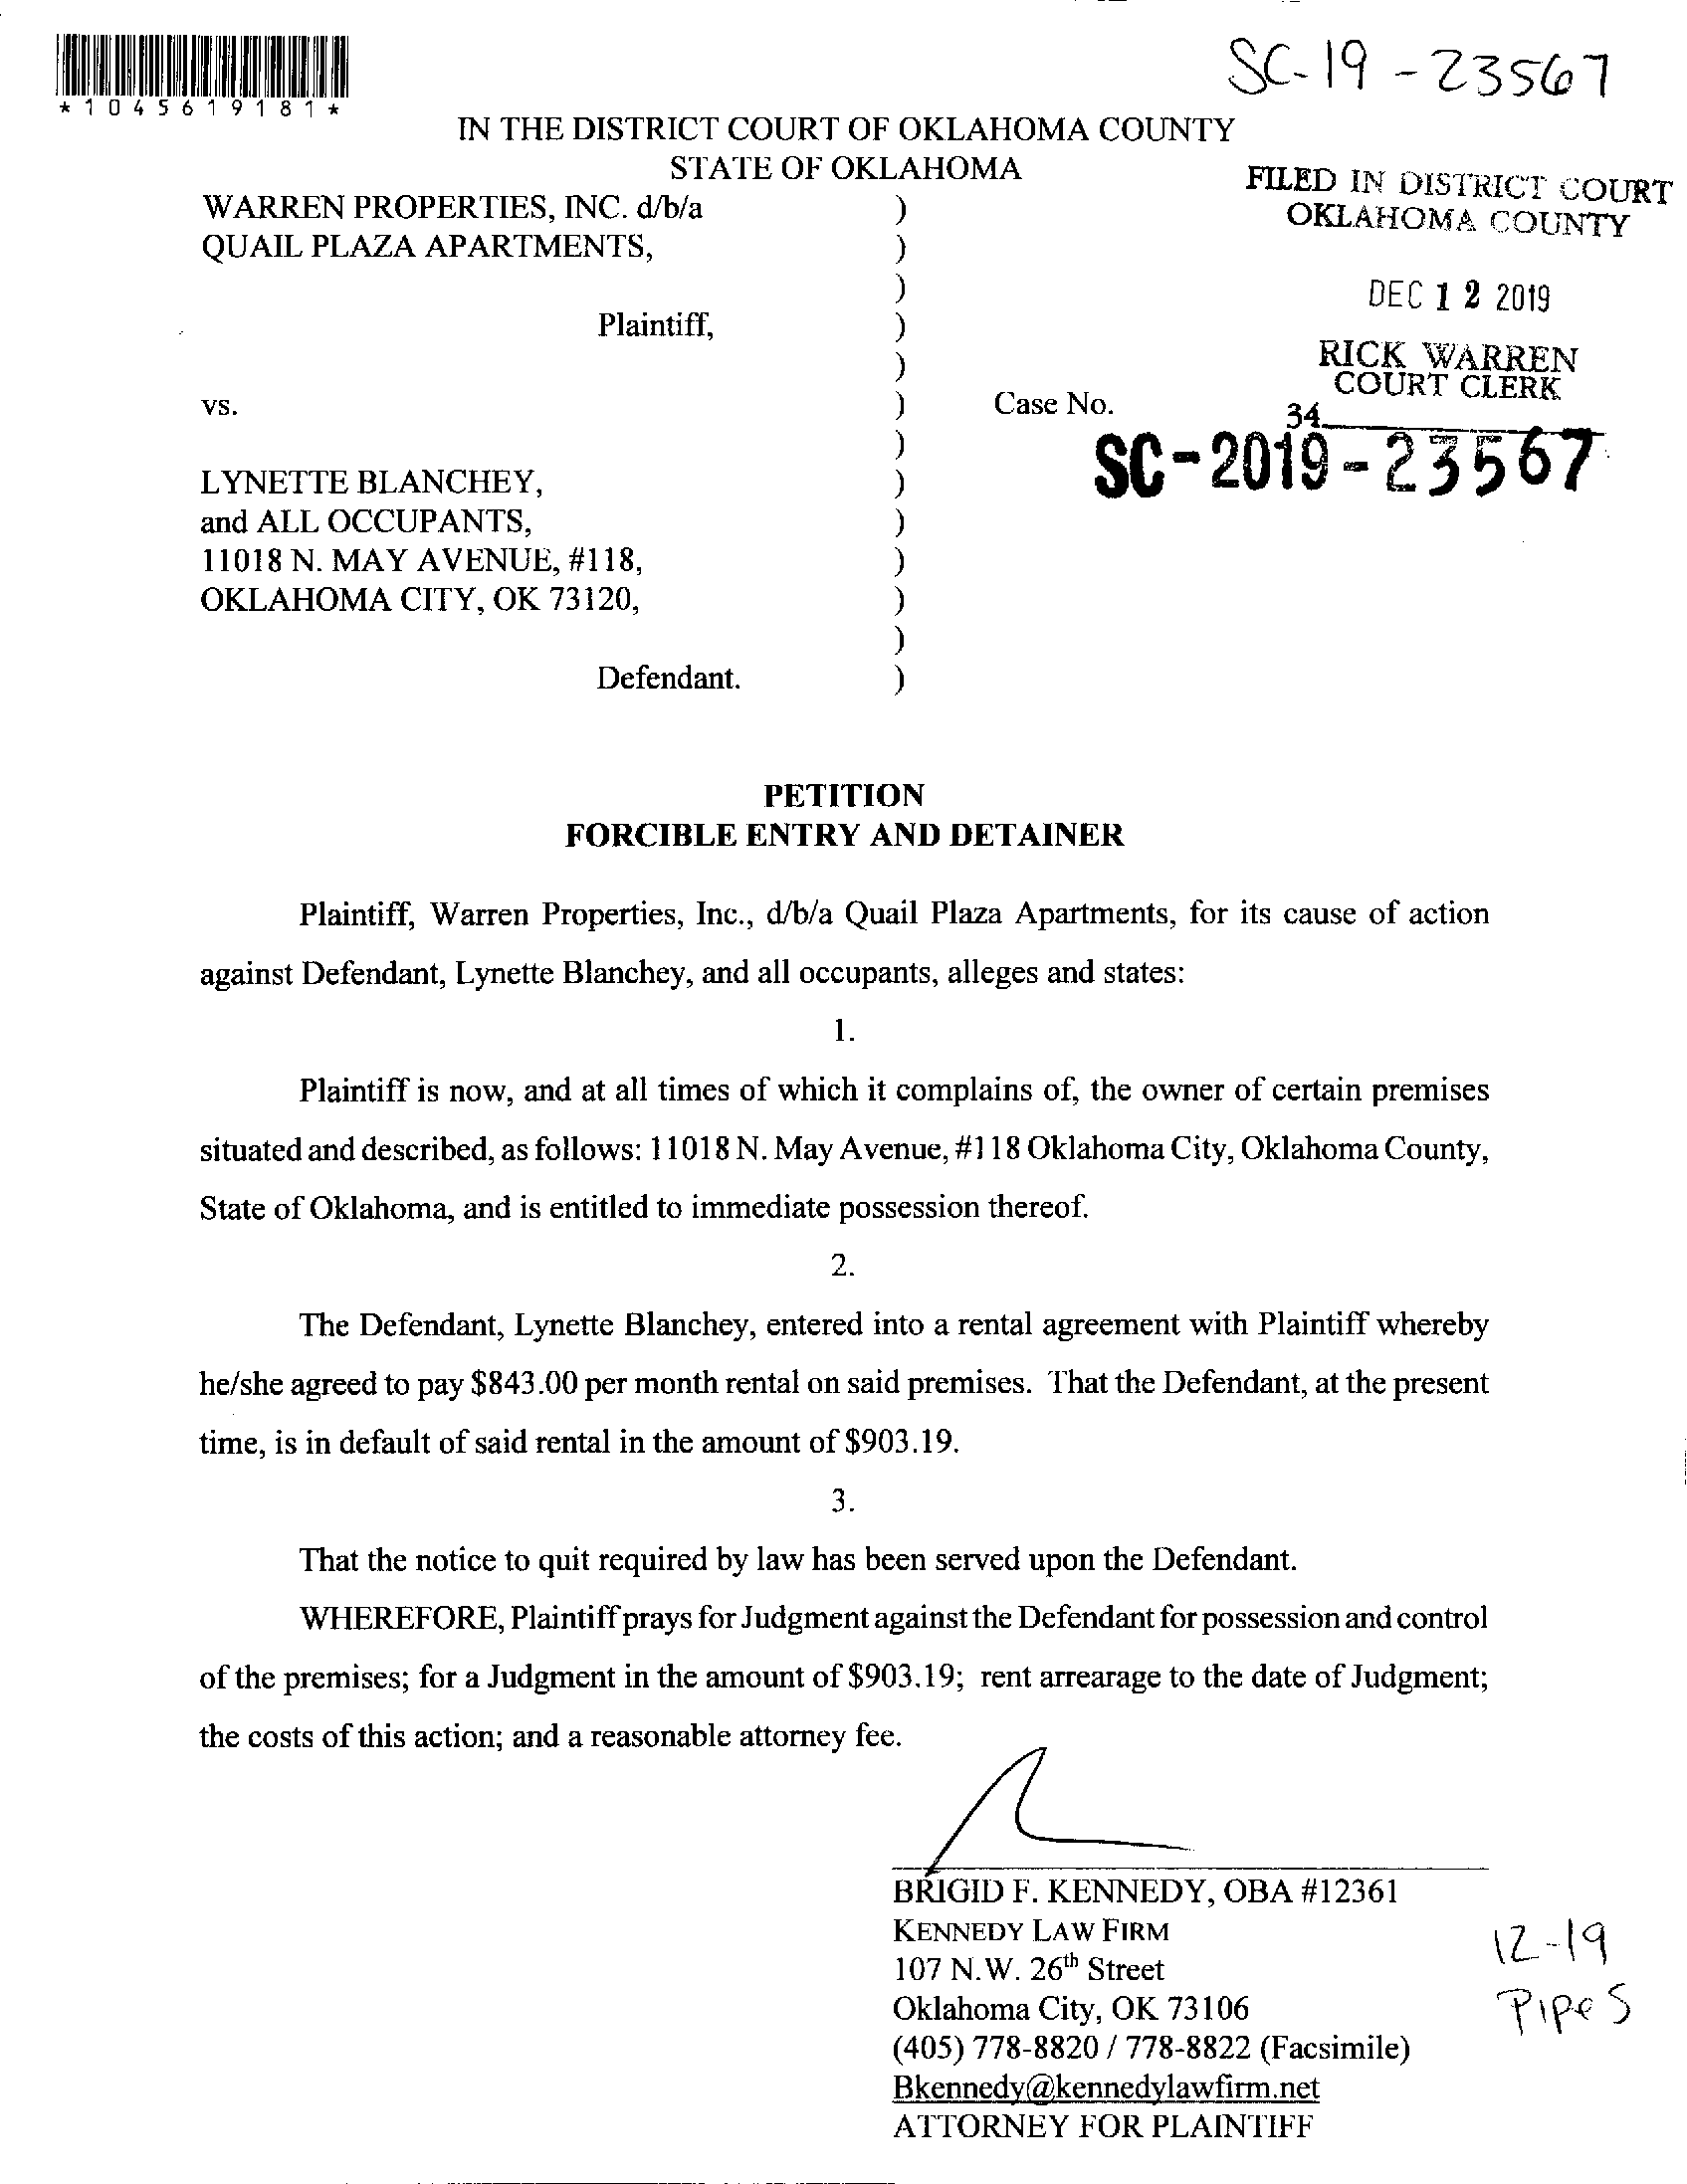 SC-19-23567
*1045619181*
IN THE DISTRICT COURT OF OKLAHOMA COUNTY
STATE OF OKLAHOMA
FILED IN DISTRICT COURT
OKLAHOMA COUNTY
WARREN PROPERTIES, INC. d/b/a )
QUAIL PLAZA APARTMENTS, )
)
DEC 12 2019
Plaintiff, )
RICK WARREN
COURT CLERK
)
vs. ) Case No.
34
)
SC-2019-23567
LYNETTE BLANCHEY, )
and ALL OCCUPANTS, )
11018 N. MAY AVENUE, #118, )
OKLAHOMA CITY, OK 73120, )
)
Defendant. )
PETITION
FORCIBLE ENTRY AND DETAINER
Plaintiff, Warren Properties, Inc., d/b/a Quail Plaza Apartments, for its cause of action
against Defendant, Lynette Blanchey, and all occupants, alleges and states:
1.
Plaintiff is now, and at all times of which it complains of, the owner of certain premises
situated and described, as follows: 11018 N. May Avenue, #118 Oklahoma City, Oklahoma County,
State of Oklahoma, and is entitled to immediate possession thereof.
2.
The Defendant, Lynette Blanchey, entered into a rental agreement with Plaintiff whereby
he/she agreed to pay $843.00 per month rental on said premises. That the Defendant, at the present
time, is in default of said rental in the amount of $903.19.
3.
That the notice to quit required by law has been served upon the Defendant.
WHEREFORE, Plaintiff prays for Judgment against the Defendant for possession and control
of the premises; for a Judgment in the amount of $903.19; rent arrearage to the date of Judgment;
the costs of this action; and a reasonable attorney fee.
BRIGID F. KENNEDY, OBA #12361
KENNEDY LAW FIRM
107 N.W. 26th Street
Oklahoma City, OK 73106
(405) 778-8820 / 778-8822 (Facsimile)
Bkennedy@kennedylawfirm.net
ATTORNEY FOR PLAINTIFF
12-19
Pipes